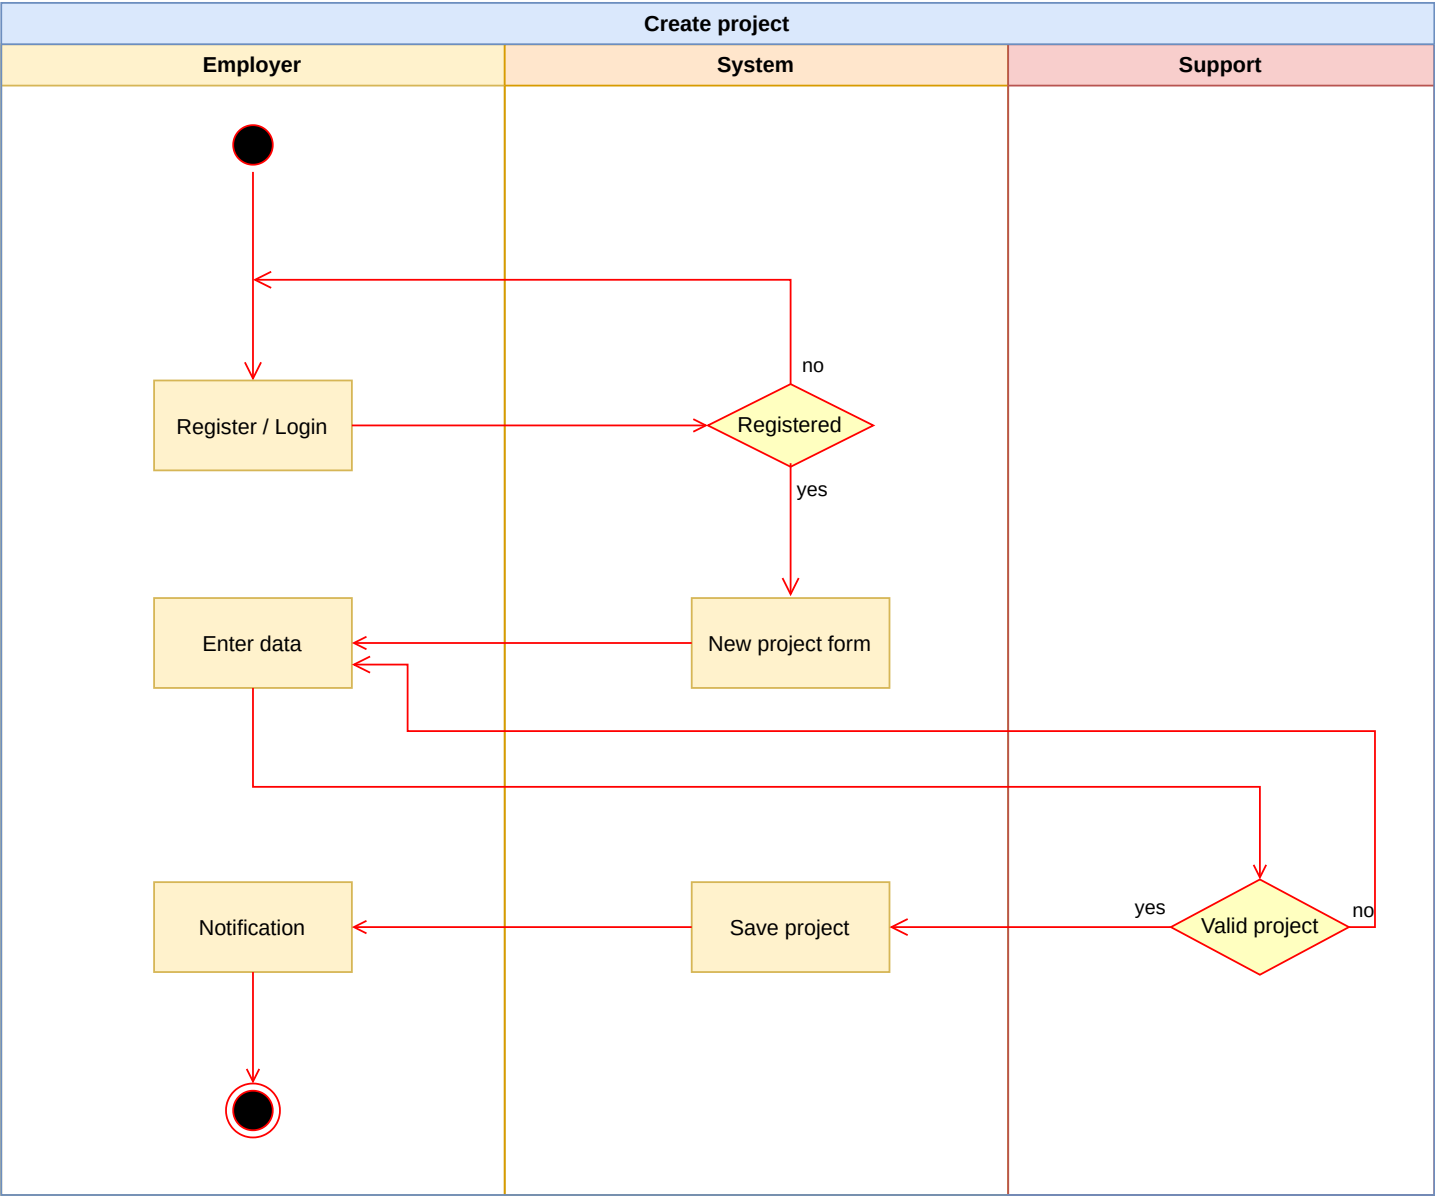 Create project
Employer
System
Support
no
Register / Login
Registered
yes
Enter data
New project form
yes
no
Notification
Save project
Valid project